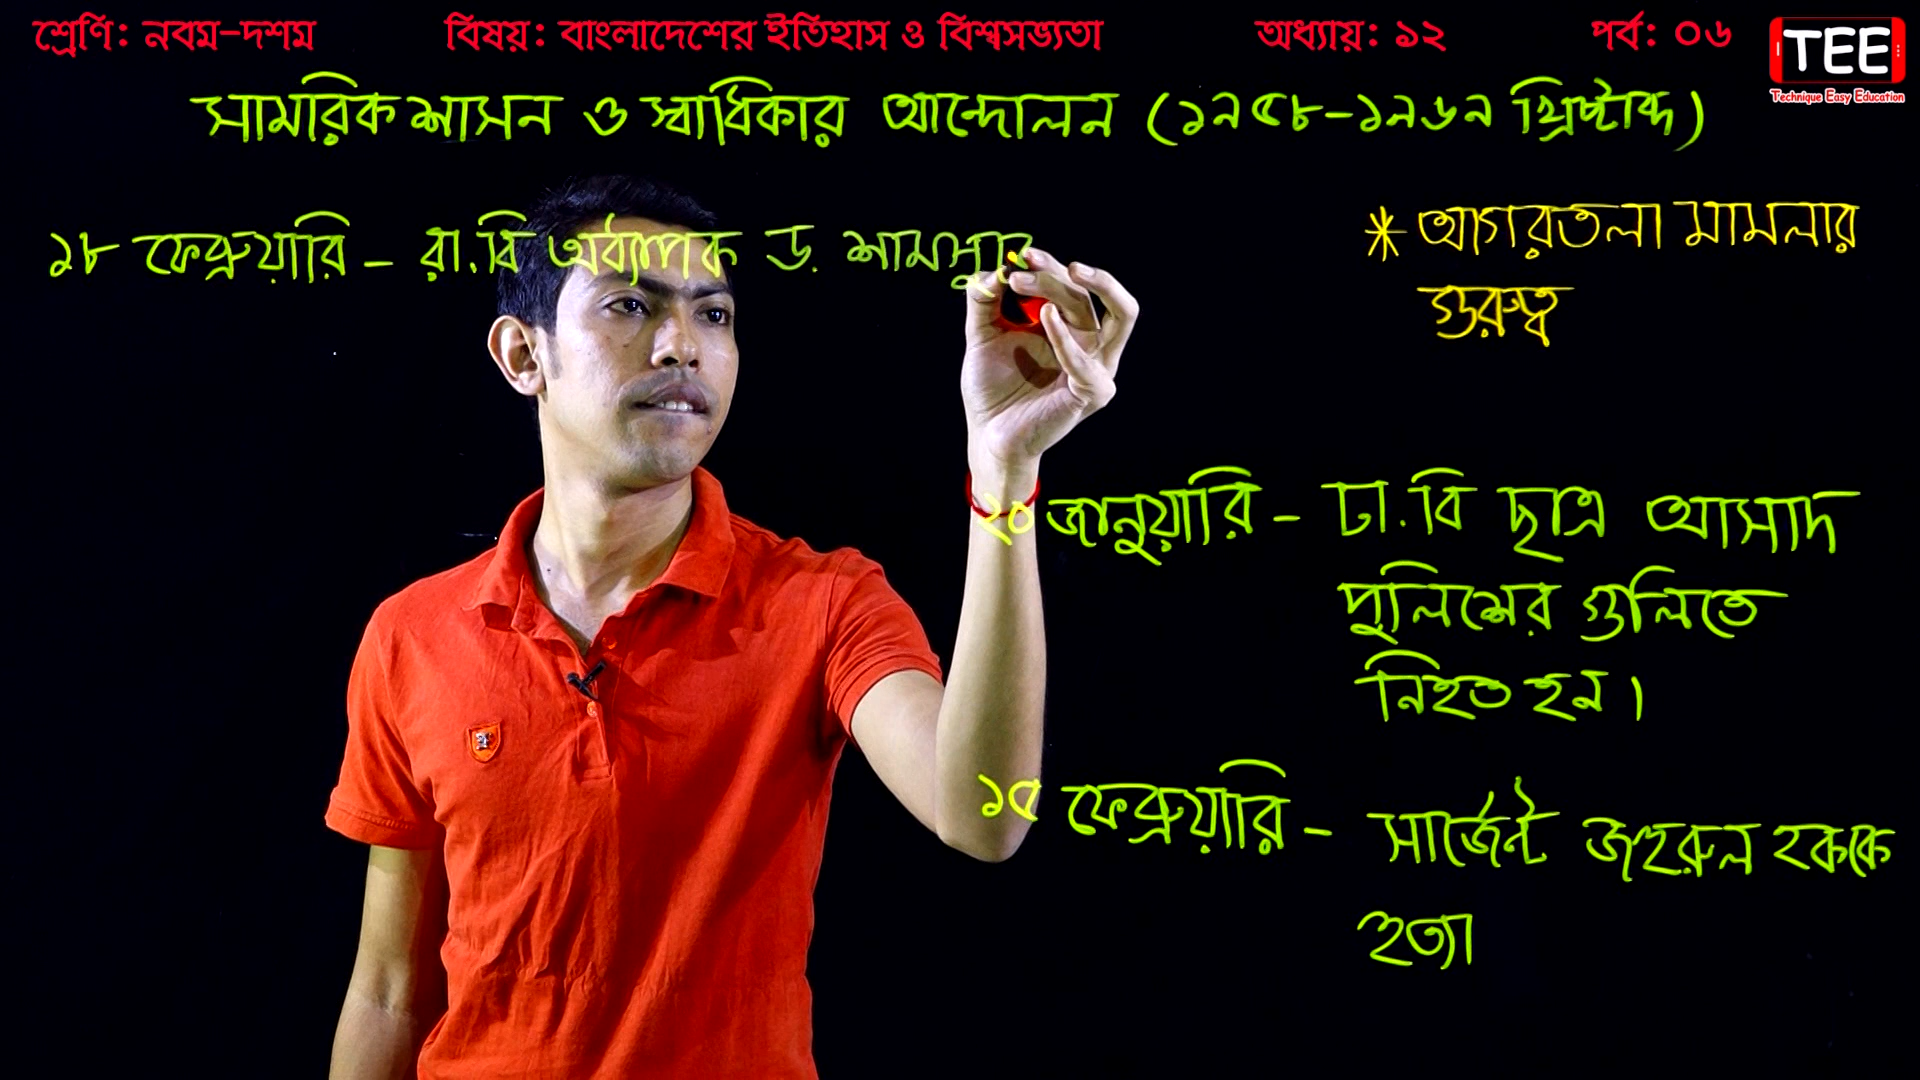 শ্রেণি: নবম-দশম বিষয়: বাংলাদেশের ইতিহাস ও বিশ্বসভ্যতা অধ্যায়: ১২ পর্ব: ০৬
TEE
Technique Easy Education
সামরিক শাসন ও স্বাধিকার আন্দোলন (১৯৫৮-১৯৬৯ খ্রিষ্টাব্দ)
* আগরতলা মামলার
গুরুত্ব
১৮ ফেব্রুয়ারি - রা.বি অধ্যাপক ড. শামসুরে
২০ জানুয়ারি - ঢা.বি ছাত্র আসাদ
পুলিশের গুলিতে
নিহত হন।
১৫ ফেব্রুয়ারি - সার্জেন্ট জহুরুল হককে
হত্যা